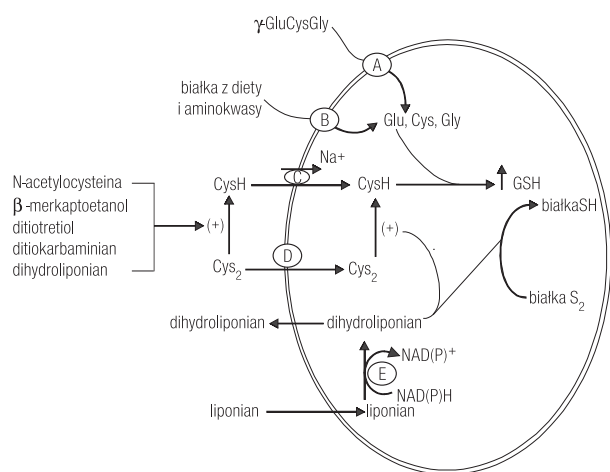 γ-GluCysGly
A
białka z diety
i aminokwasy
B
Glu, Cys, Gly
Na+
C
N-acetylocysteina
β-merkaptoetanol
ditiotretiol
ditiokarbaminian
dihydroliponian
(+)
CysH
CysH
GSH
białkaSH
(+)
Cys2
D
Cys2
białka S2
dihydroliponian
dihydroliponian
NAD(P)+
E
NAD(P)H
liponian
liponian